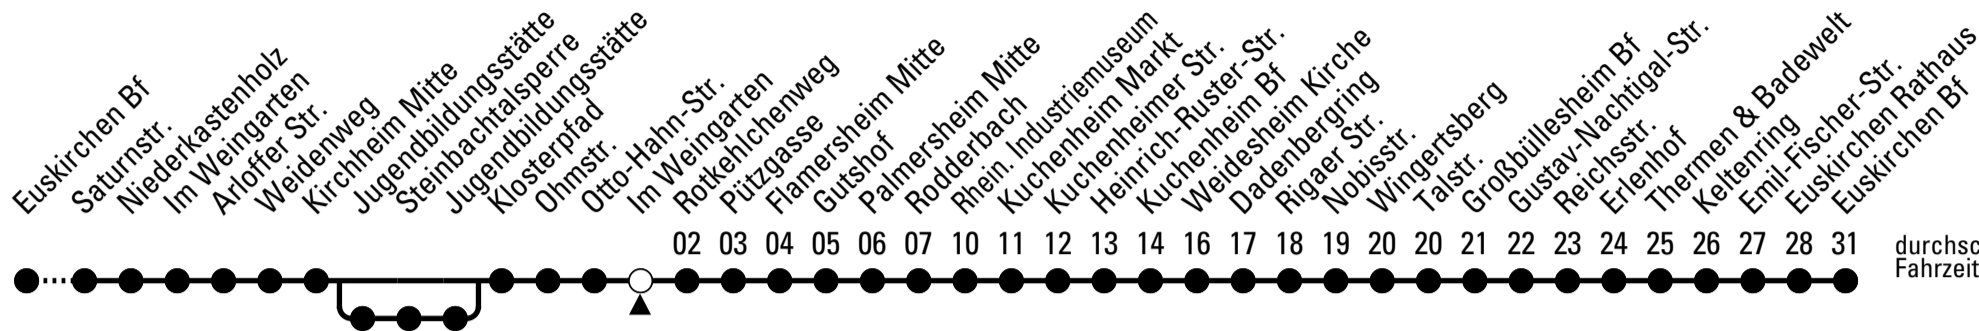 Euskirchen Bf
Saturnstr.
Niederkastenholz
Im Weingarten
Arloffer Str.
Weidenweg
Kirchheim Mitte
Jugendbildungsstätte
Steinbachtalsperre
Jugendbildungsstätte
Klosterpfad
Ohmstr.
Otto-Hahn-Str.
Im Weingarten
Rotkehlchenweg
Pützgasse
Flamersheim Mitte
Gutshof
Palmersheim Mitte
Rodderbach
Rhein. Industriemuseum
Kuchenheim Markt
Kuchenheimer Str.
Heinrich-Ruster-Str.
Kuchenheim Bf
Weidesheim Kirche
Dadenbergring
Rigaer Str.
Nobisstr.
Wingertsberg
Talstr.
Großbüllesheim Bf
Gustav-Nachtigal-Str.
Reichsstr.
Erlenhof
Thermen & Badewelt
Keltenring
Emil-Fischer-Str.
Euskirchen Rathaus
Euskirchen Bf
02 03 04 05 06 07 10 11 12 13 14 16 17 18 19 20 20 21 22 23 24 25 26 27 28 31
durchsc
Fahrzeit